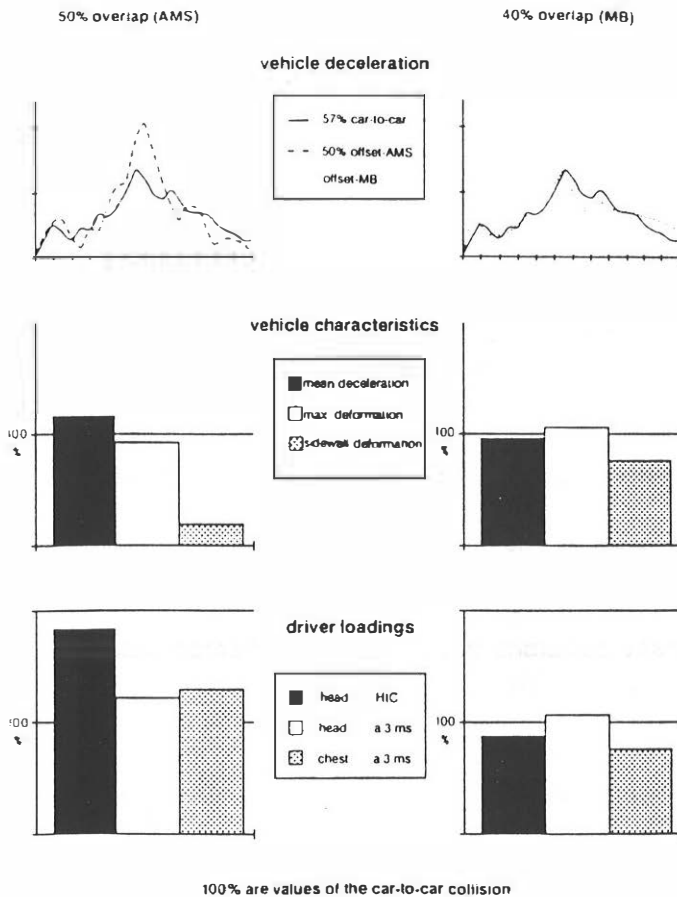 50% overlap (AMS)
40% overlap (MB)
vehicle deceleration
57% car-to-car
50% offset-AMS
offset-MB
vehicle characteristics
mean deceleration
max deformation
sidewall deformation
100
%
100
%
driver loadings
head HIC
head a 3 ms
chest a 3 ms
%
100
%
100% are values of the car-to-car collision